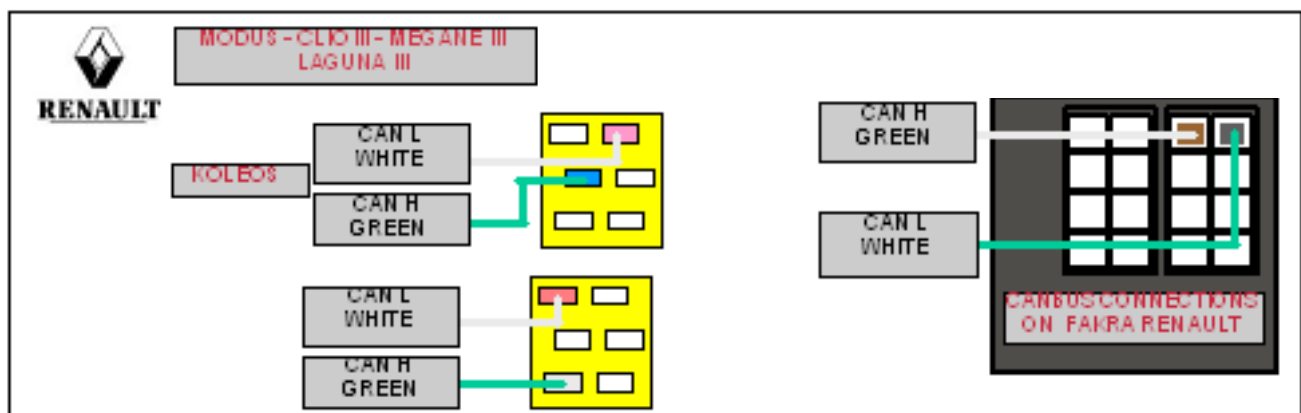 MODUS - CLIO III - MEGANE III
LAGUNA III
RENAULT
CAN L
WHITE
KOLEOS
CAN H
GREEN
CAN L
WHITE
CAN H
GREEN
CAN H
GREEN
CAN L
WHITE
CANBUS CONNECTIONS
ON FAKRA RENAULT